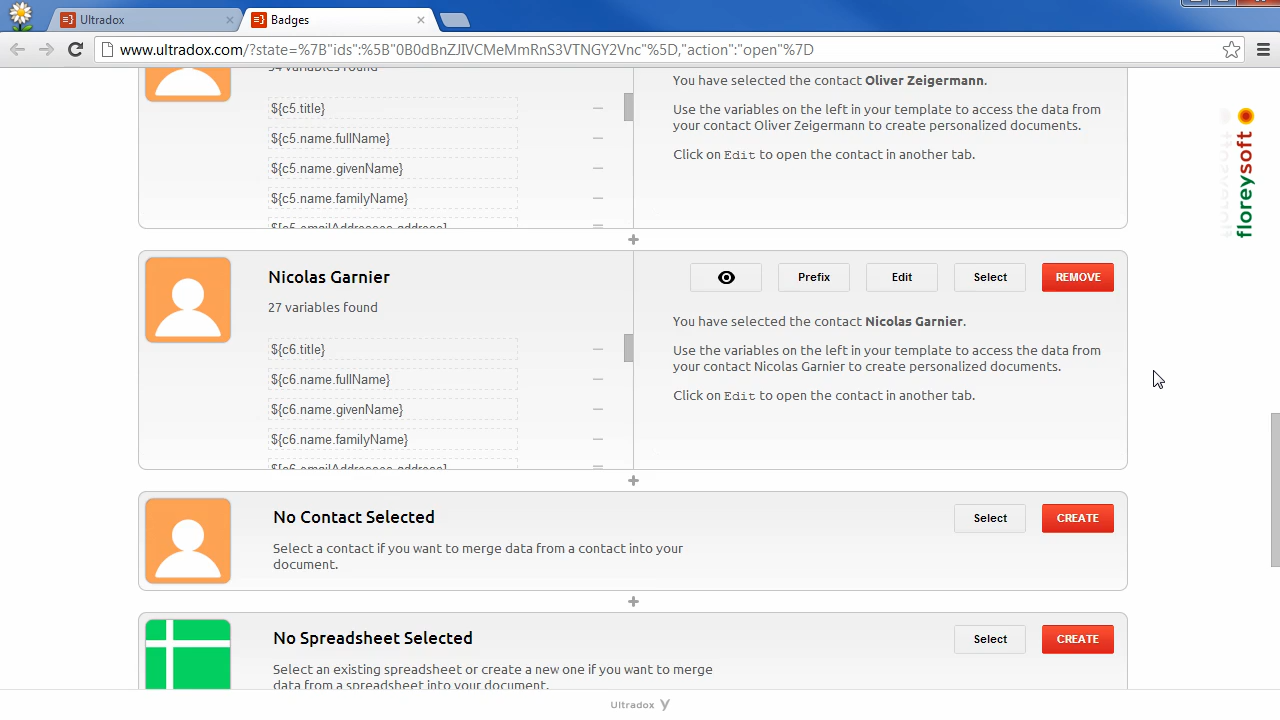 Ultradox
Badges
www.ultradox.com/?state=%7B"ids":%5B"0B0dBnZJIVCMeMmRnS3VTNGY2Vnc"%5D,"action":"open"%7D
variables found
${c5.title}
${c5.name.fullName}
${c5.name.givenName}
${c5.name.familyName}
You have selected the contact Oliver Zeigermann.
Use the variables on the left in your template to access the data from
your contact Oliver Zeigermann to create personalized documents.
Click on Edit to open the contact in another tab.
floreysoft
Nicolas Garnier
27 variables found
${c6.title}
${c6.name.fullName}
${c6.name.givenName}
${c6.name.familyName}
Prefix
Edit
Select
REMOVE
You have selected the contact Nicolas Garnier.
Use the variables on the left in your template to access the data from
your contact Nicolas Garnier to create personalized documents.
Click on Edit to open the contact in another tab.
No Contact Selected
Select a contact if you want to merge data from a contact into your
document.
Select
CREATE
No Spreadsheet Selected
Select an existing spreadsheet or create a new one if you want to merge
data from a spreadsheet into your document.
Select
CREATE
Ultradox